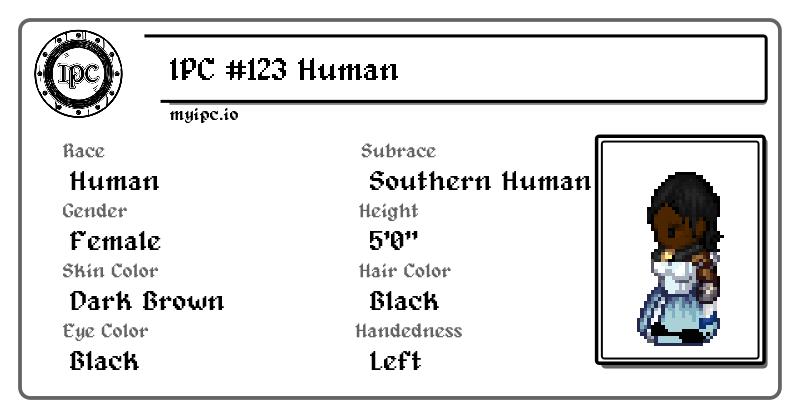 IPC
IPC #123 Human
myipc.io
Race
Human
Subrace
Southern Human
Gender
Female
Height
5'0"
Skin Color
Dark Brown
Hair Color
Black
Eye Color
Black
Handedness
Left